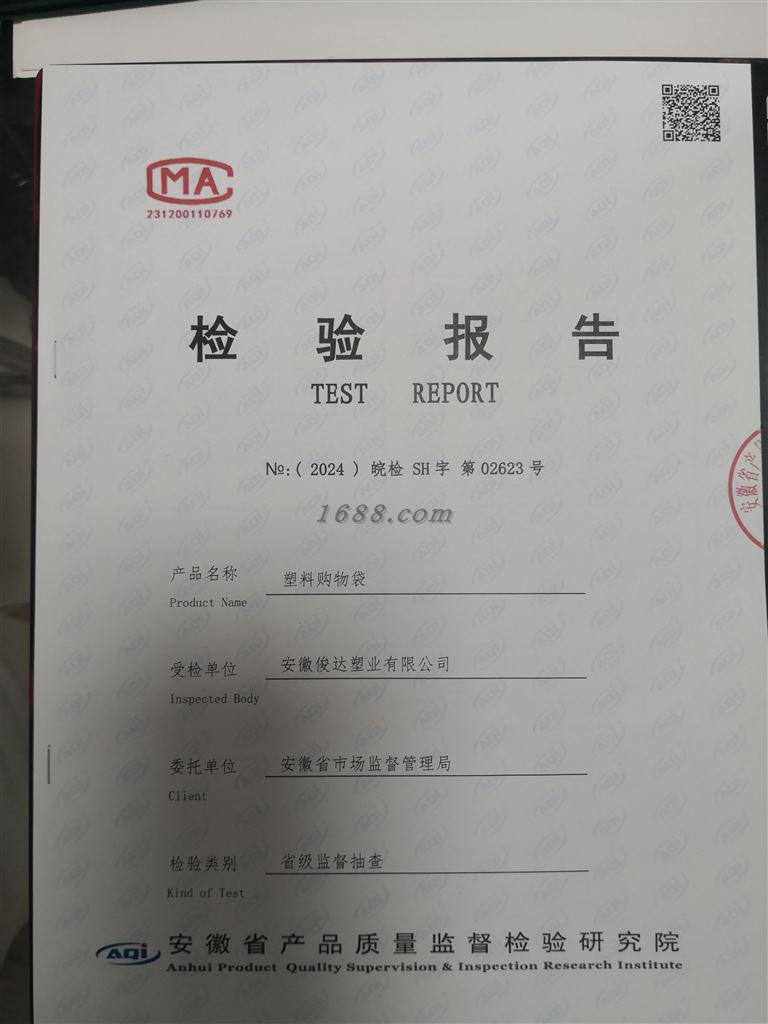 CMA
231200110769
检验报告
TEST REPORT
№:( 2024 ) 皖检 SH 字 第 02623 号
1688.com
安徽省产
产品名称 塑料购物袋
Product Name
受检单位 安徽俊达塑业有限公司
Inspected Body
委托单位 安徽省市场监督管理局
Client
检验类别 省级监督抽查
Kind of Test
AQI 安徽省产品质量监督检验研究院
Anhui Product Quality Supervision & Inspection Research Institute